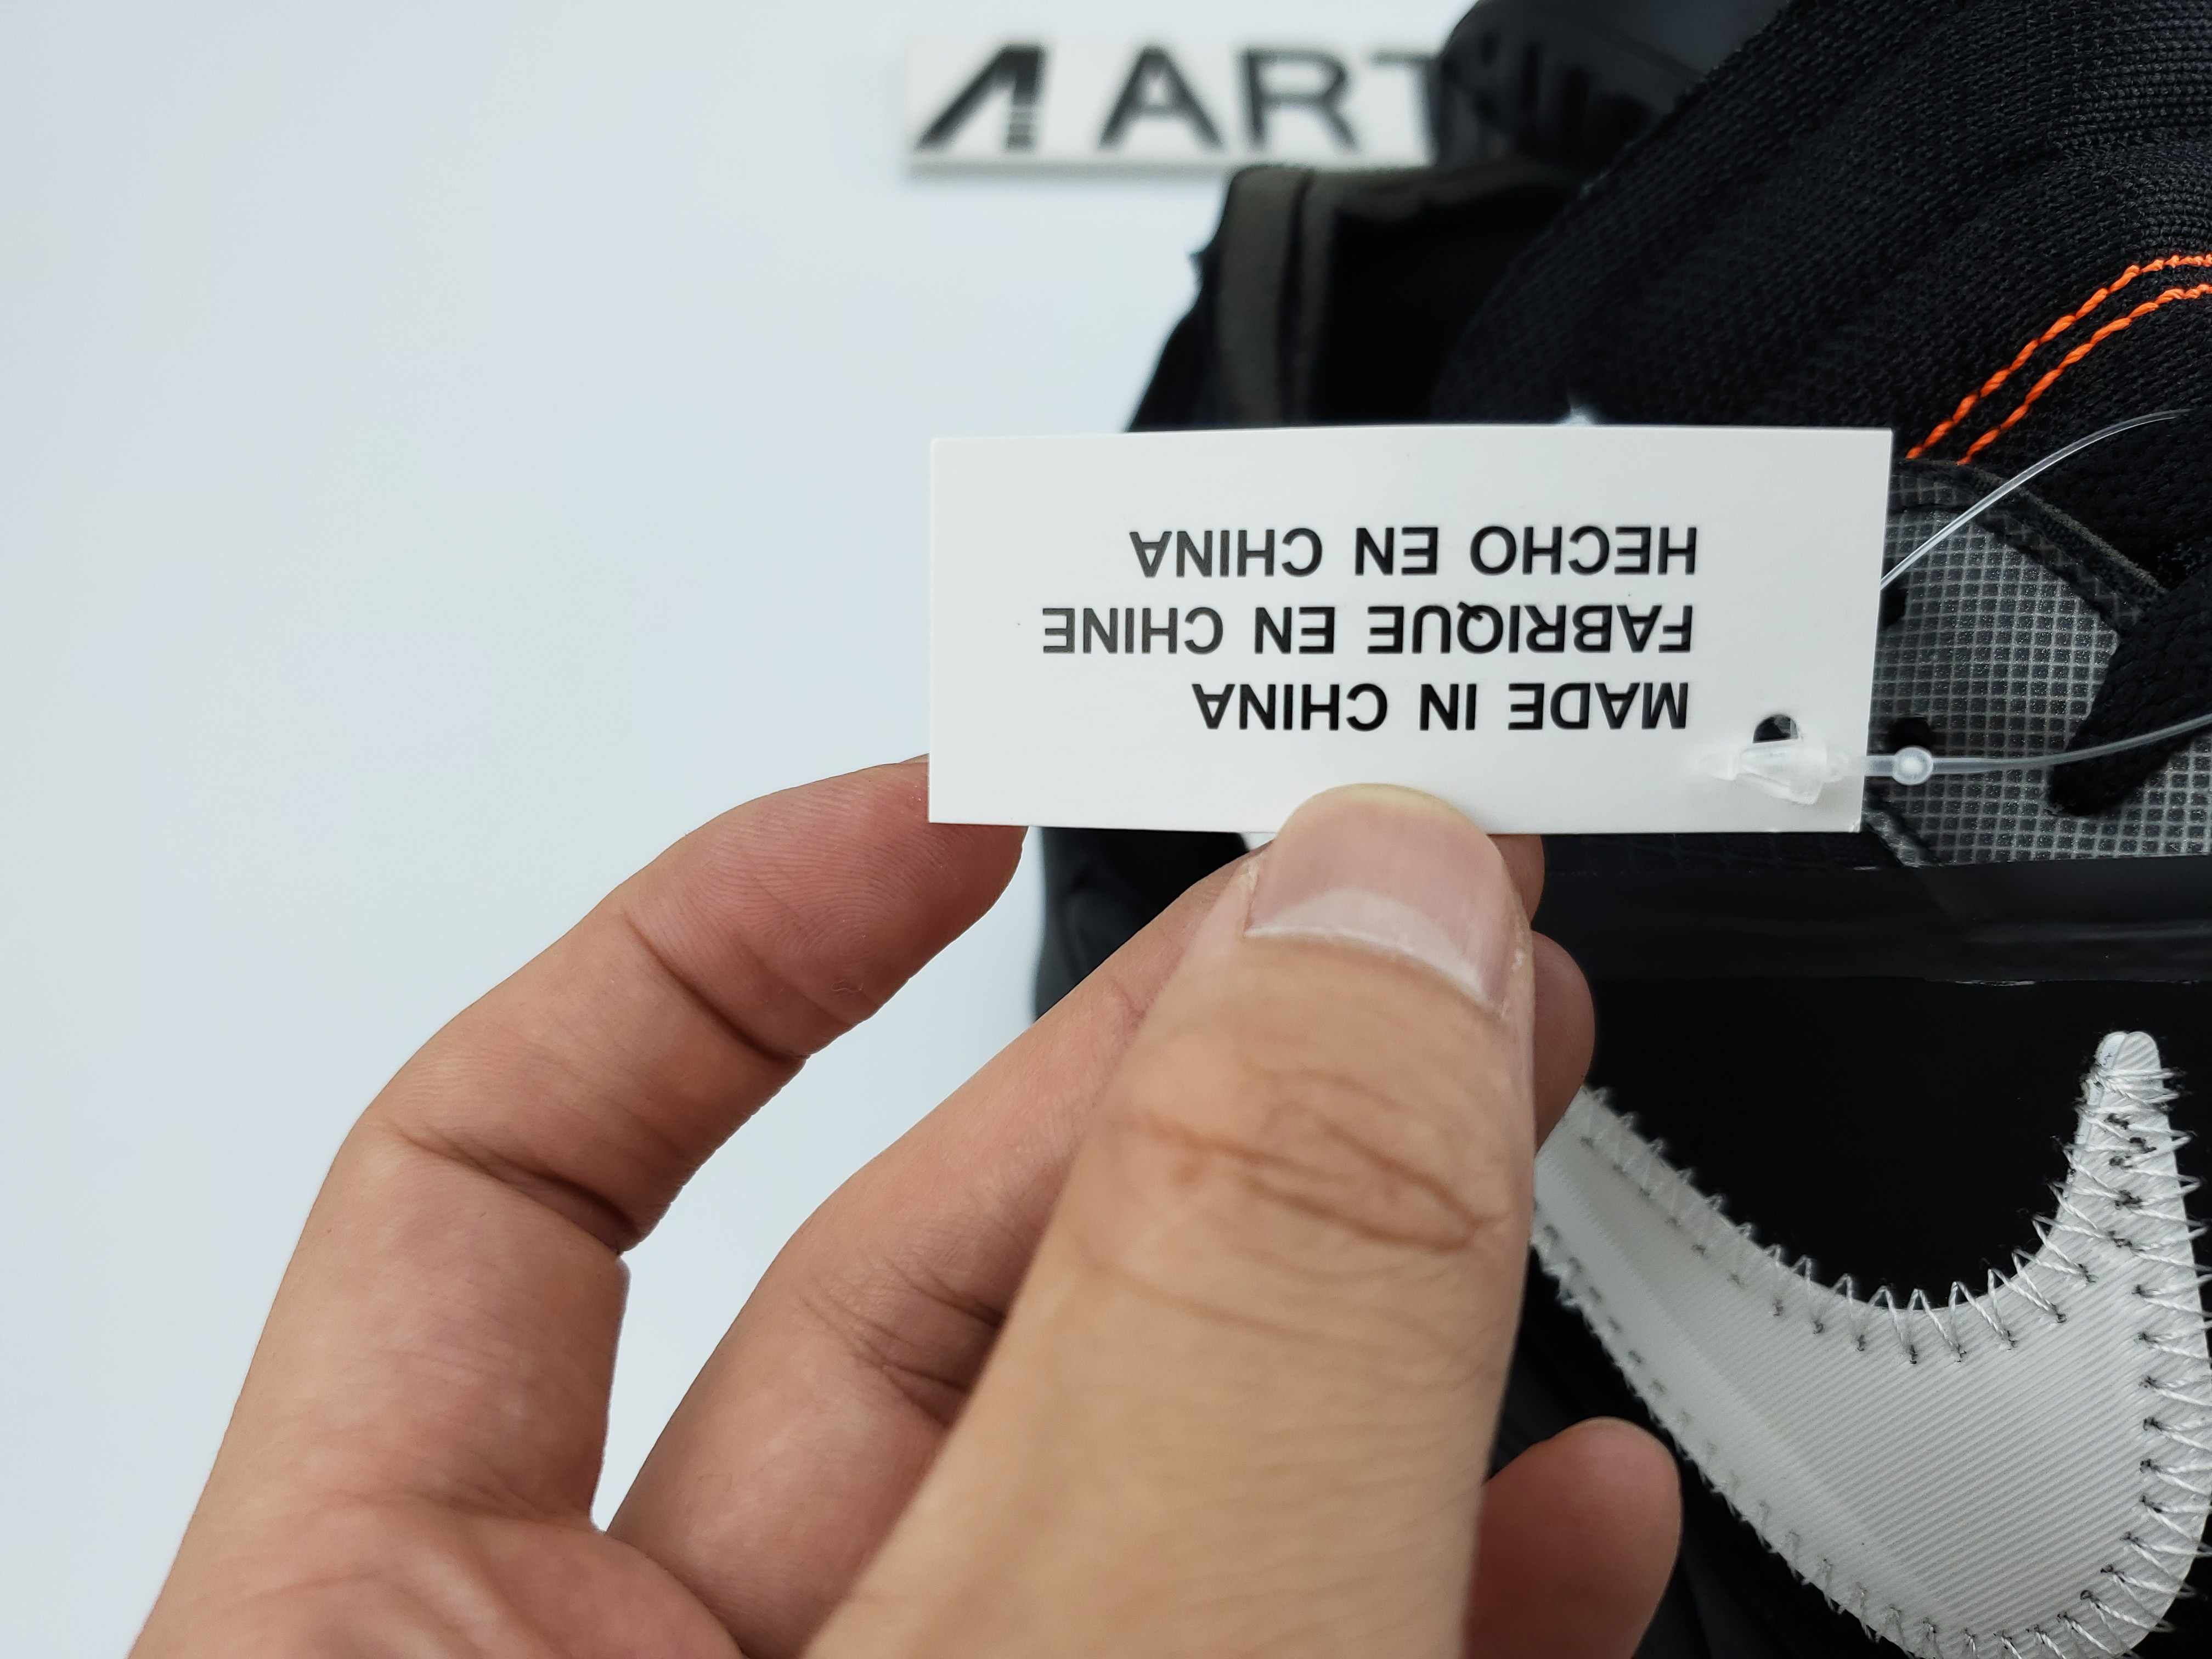 ART
MADE IN CHINA
FABRIQUE EN CHINE
HECHO EN CHINA